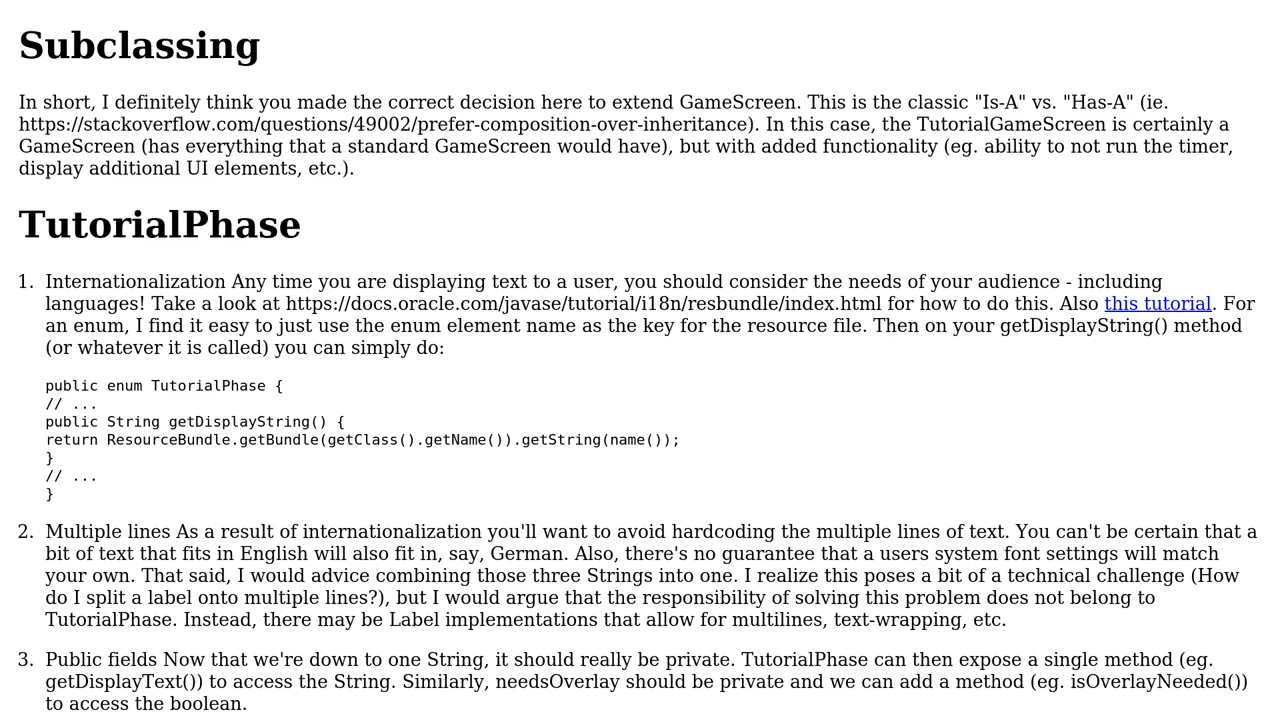 Subclassing
In short, I definitely think you made the correct decision here to extend GameScreen. This is the classic "Is-A" vs. "Has-A" (ie.
https://stackoverflow.com/questions/49002/prefer-composition-over-inheritance). In this case, the TutorialGameScreen is certainly a
GameScreen (has everything that a standard GameScreen would have), but with added functionality (eg. ability to not run the timer,
display additional UI elements, etc.).
TutorialPhase
1. Internationalization Any time you are displaying text to a user, you should consider the needs of your audience - including
languages! Take a look at https://docs.oracle.com/javase/tutorial/i18n/resbundle/index.html for how to do this. Also this tutorial. For
an enum, I find it easy to just use the enum element name as the key for the resource file. Then on your getDisplayString() method
(or whatever it is called) you can simply do:
public enum TutorialPhase {
// ...
public String getDisplayString() {
return ResourceBundle.getBundle(getClass().getName()).getString(name());
}
// ...
}
2. Multiple lines As a result of internationalization you'll want to avoid hardcoding the multiple lines of text. You can't be certain that a
bit of text that fits in English will also fit in, say, German. Also, there's no guarantee that a users system font settings will match
your own. That said, I would advice combining those three Strings into one. I realize this poses a bit of a technical challenge (How
do I split a label onto multiple lines?), but I would argue that the responsibility of solving this problem does not belong to
TutorialPhase. Instead, there may be Label implementations that allow for multilines, text-wrapping, etc.
3. Public fields Now that we're down to one String, it should really be private. TutorialPhase can then expose a single method (eg.
getDisplayText()) to access the String. Similarly, needsOverlay should be private and we can add a method (eg. isOverlayNeeded())
to access the boolean.